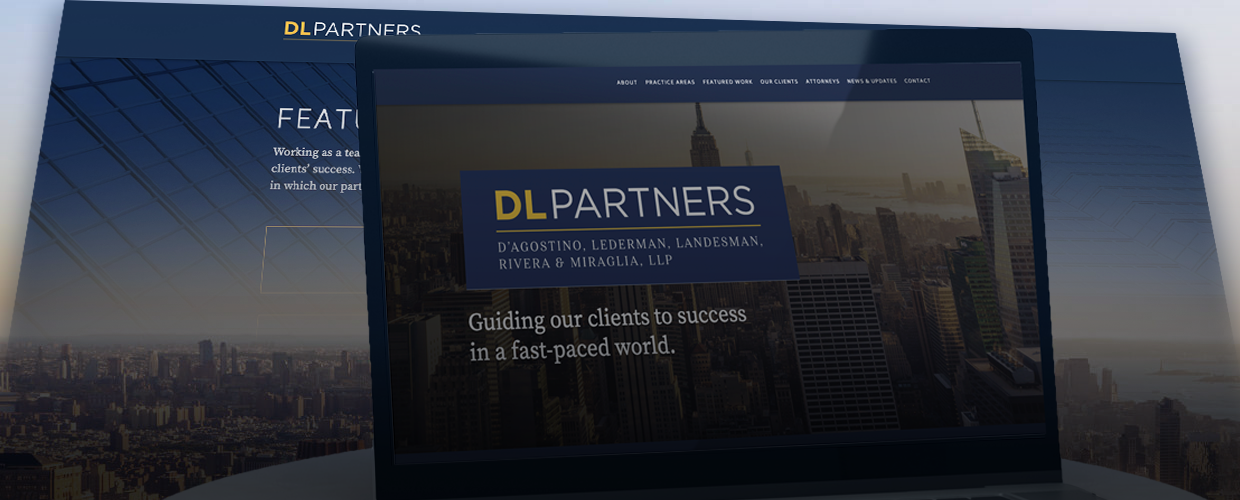 DLPARTNERS
FEATU
Working as a tea
clients' success.
in which our part
ABOUT PRACTICE AREAS FEATURED WORK OUR CLIENTS ATTORNEYS NEWS & UPDATES CONTACT
DLPARTNERS
D'AGOSTINO, LEDERMAN, LANDESMAN,
RIVERA & MIRAGLIA, LLP
Guiding our clients to success
in a fast-paced world.